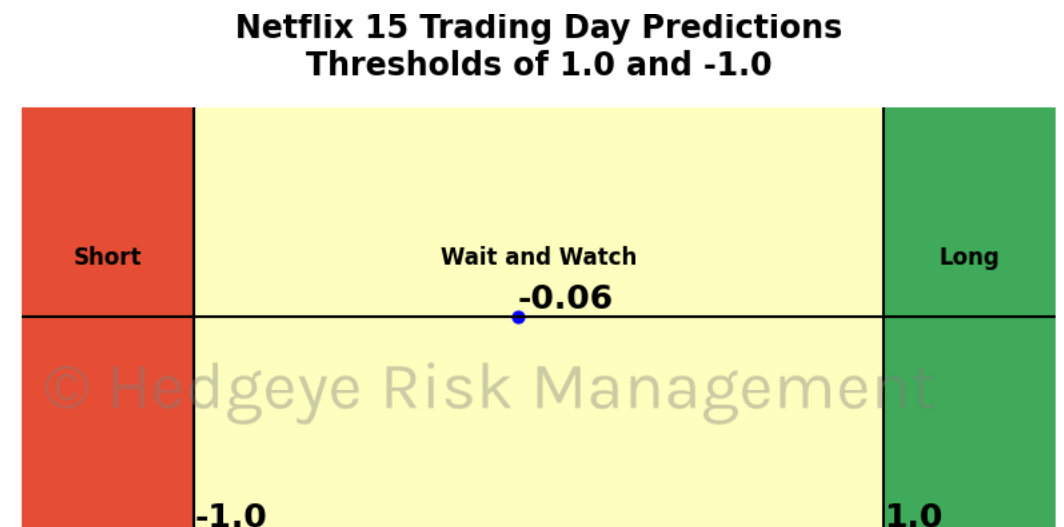 Netflix 15 Trading Day Predictions
Thresholds of 1.0 and -1.0
Short
Wait and Watch
Long
-0.06
© Hedgeye Risk Management
-1.0
1.0